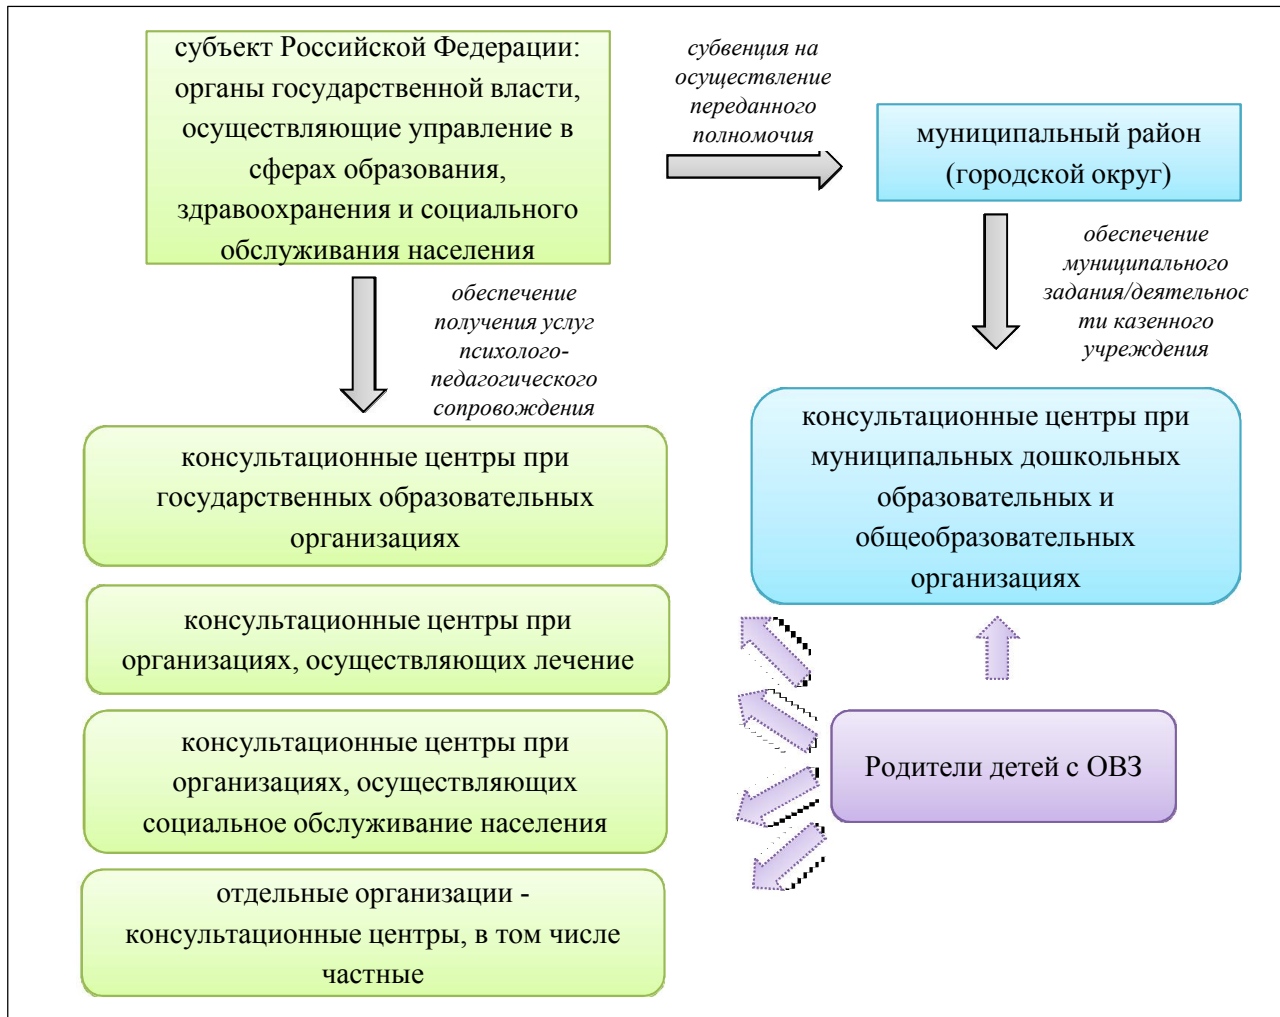 субъект Российской Федерации:
органы государственной власти,
осуществляющие управление в
сферах образования,
здравоохранения и социального
обслуживания населения
субвенция на
осуществление
переданного
полномочия
муниципальный район
(городской округ)
обеспечение
получения услуг
психолого-
педагогического
сопровождения
обеспечение
муниципального
задания/деятельнос
ти казенного
учреждения
консультационные центры при
государственных образовательных
организациях
консультационные центры при
муниципальных дошкольных
образовательных и
общеобразовательных
организациях
консультационные центры при
организациях, осуществляющих лечение
консультационные центры при
организациях, осуществляющих
социальное обслуживание населения
Родители детей с ОВЗ
отдельные организации -
консультационные центры, в том числе
частные